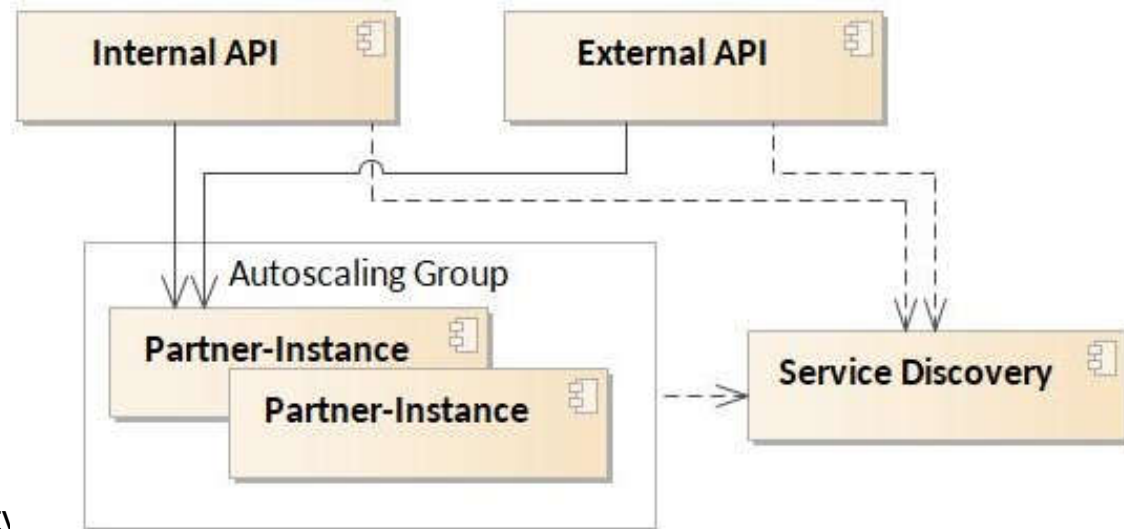 Internal API
External API
Autoscaling Group
Partner-Instance
Partner-Instance
Service Discovery